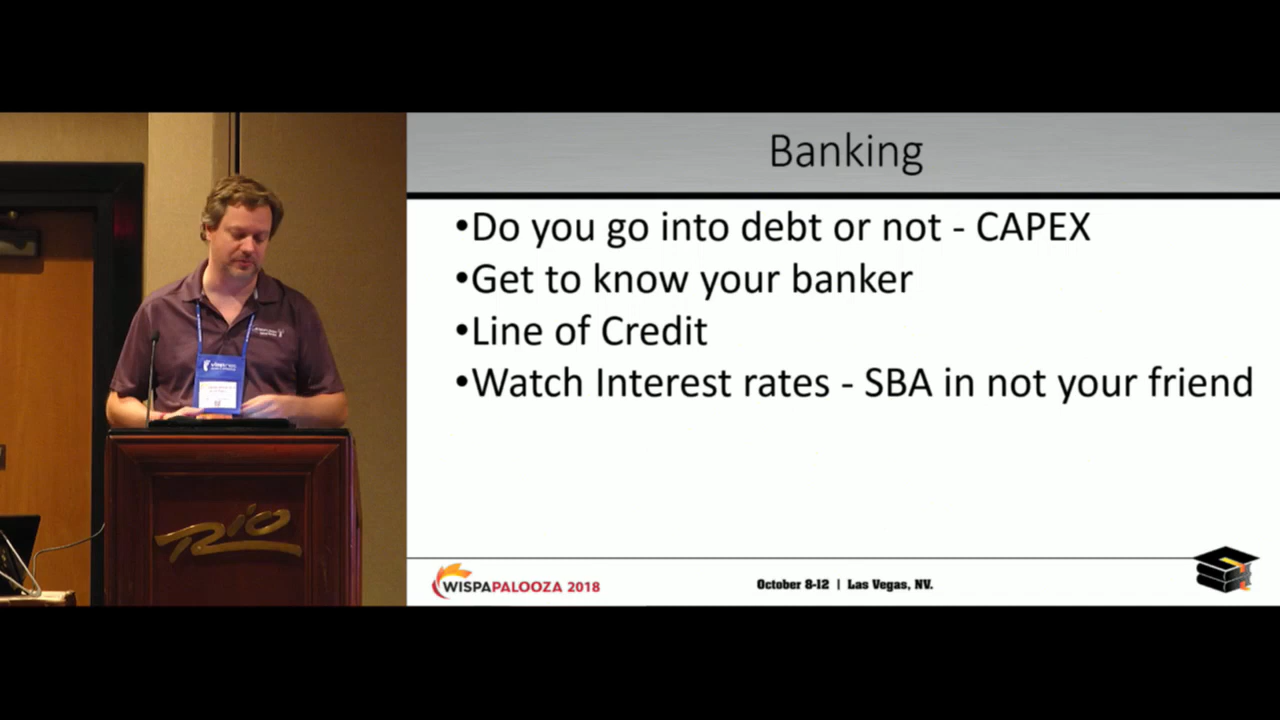 Banking
•Do you go into debt or not - CAPEX
•Get to know your banker
•Line of Credit
•Watch Interest rates - SBA in not your friend
RIO
WISPAPALOOZA 2018
October 8-12 | Las Vegas, NV.